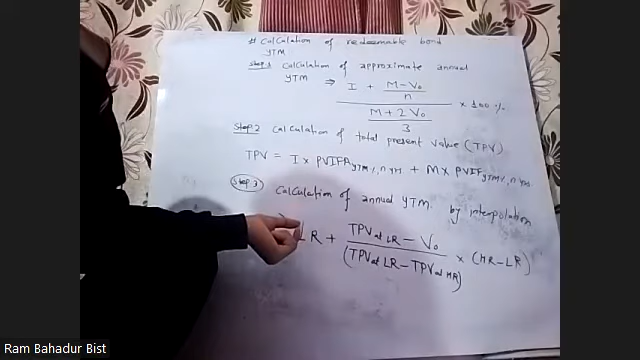 # Calculation of redeemable bond
YTM
Step 1 Calculation of approximate annual
YTM ⇒ I + M-V₀/n
M+2V₀/3 × 100 %
Step.2 Calculation of total present value (TPV)
TPV = I × PVIFA YTM%, n yrs + M × PVIF YTM%, n yrs
Step.3 Calculation of annual YTM. by interpolation
LR + TPV at LR - V₀ / (TPV at LR - TPV at HR) × (HR - LR)
Ram Bahadur Bist